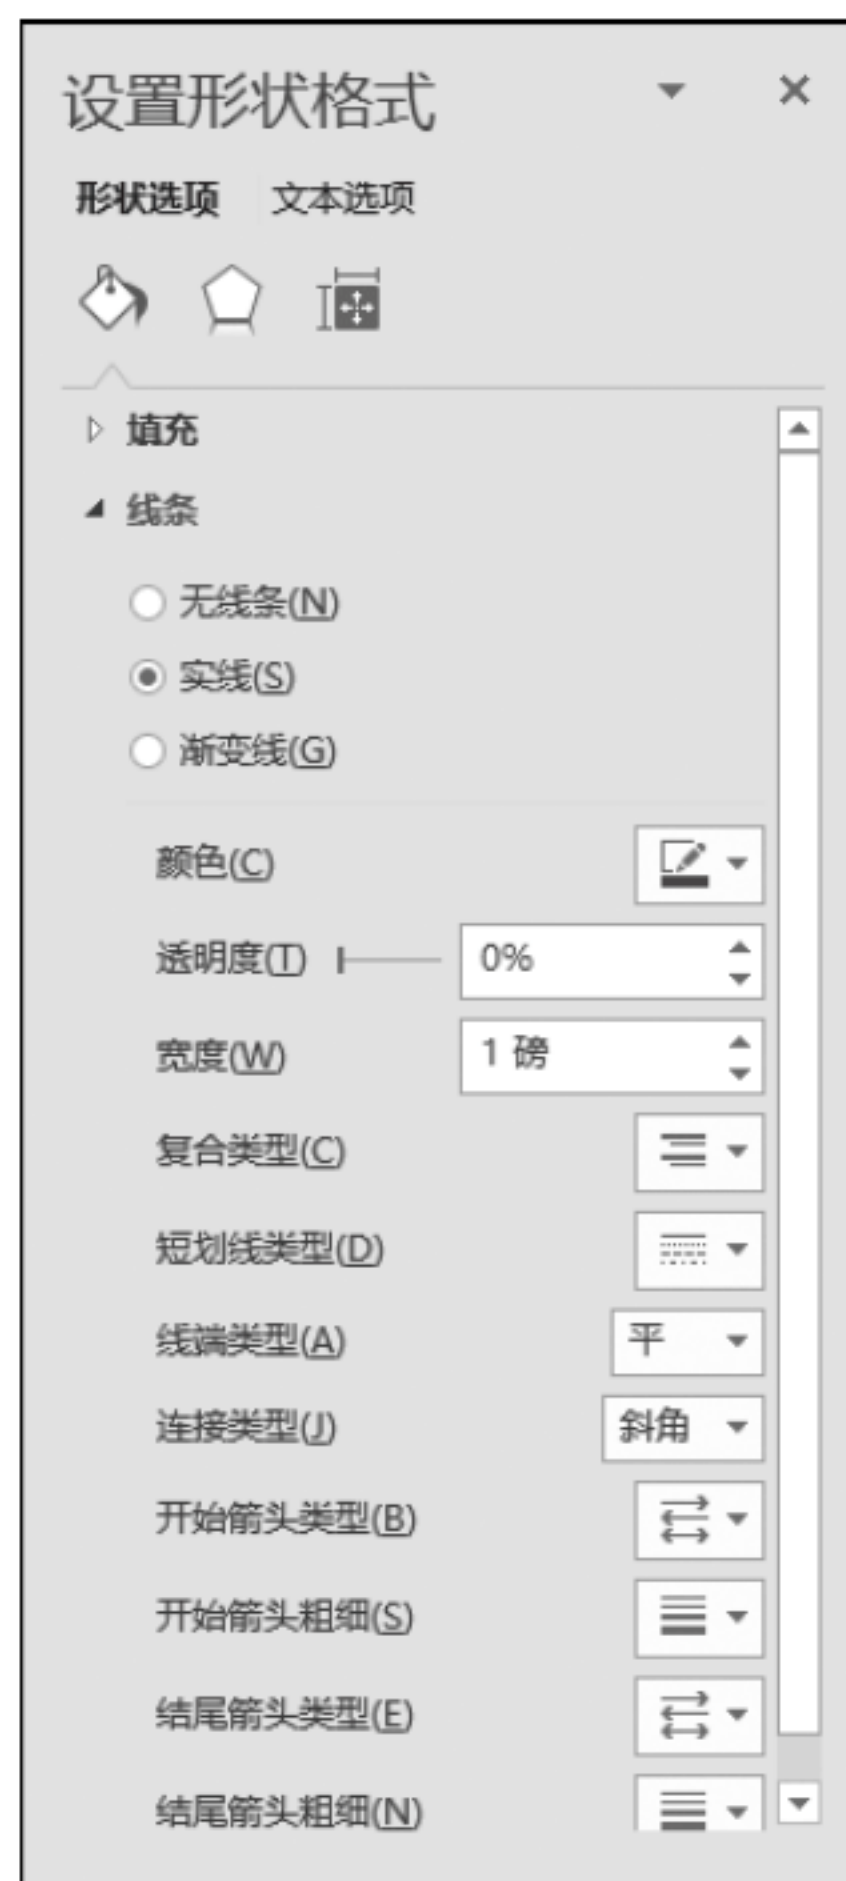 设置形状格式
形状选项 文本选项
填充
线条
无线条(N)
实线(S)
渐变线(G)
颜色(C)
透明度(T) 0%
宽度(W) 1 磅
复合类型(C)
短划线类型(D)
线端类型(A) 平
连接类型(J) 斜角
开始箭头类型(B)
开始箭头粗细(S)
结尾箭头类型(E)
结尾箭头粗细(N)